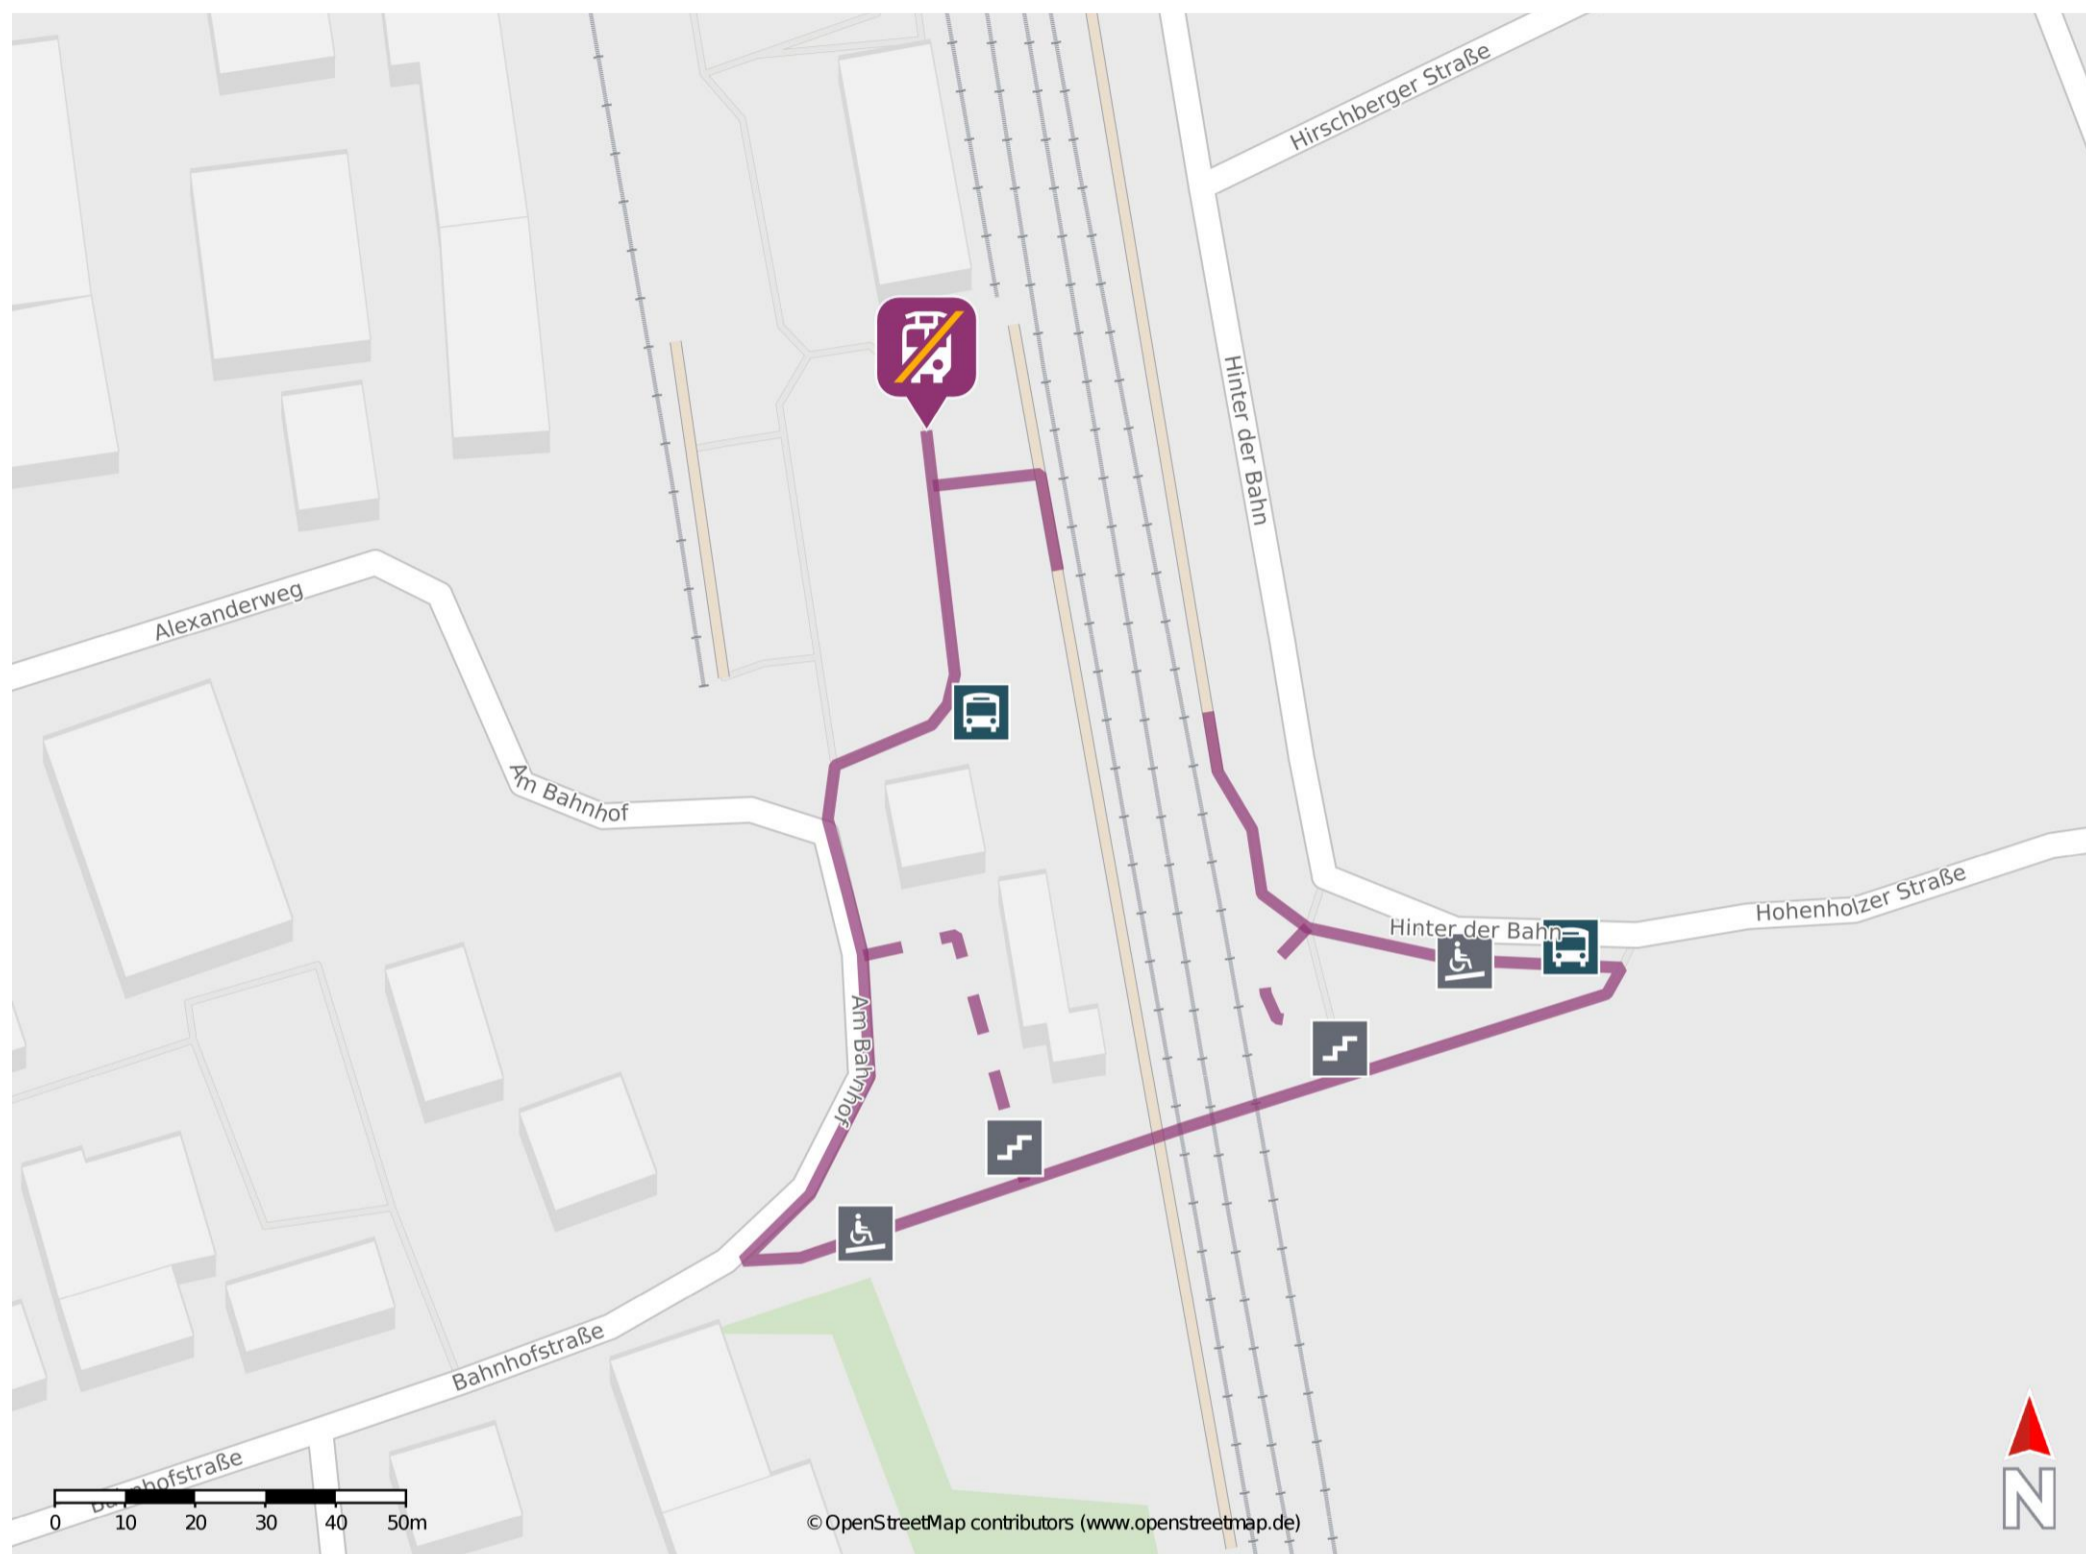 Hirschberger Straße
Hinter der Bahn
Alexanderweg
Am Bahnhof
Hohenholzer Straße
Hinter der Bahn
Am Bahnhof
Bahnhofstraße
Bahnhofstraße
0 10 20 30 40 50m
© OpenStreetMap contributors (www.openstreetmap.de)
N